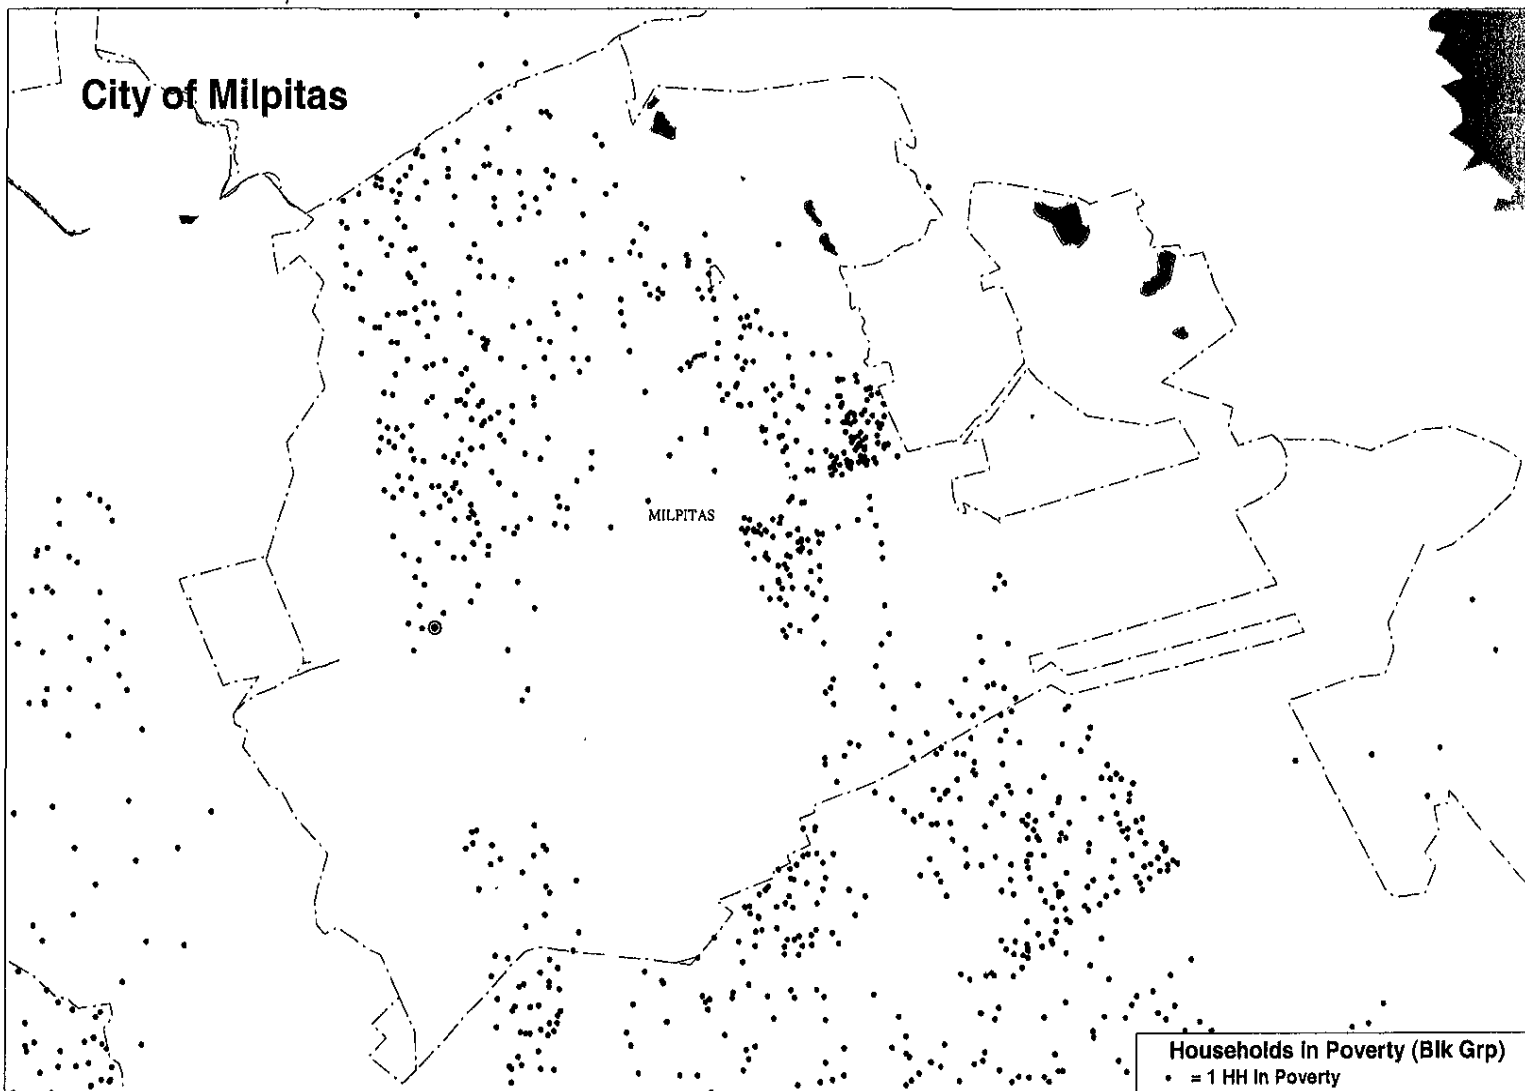 City of Milpitas
MILPITAS
Households in Poverty (Blk Grp)
= 1 HH in Poverty